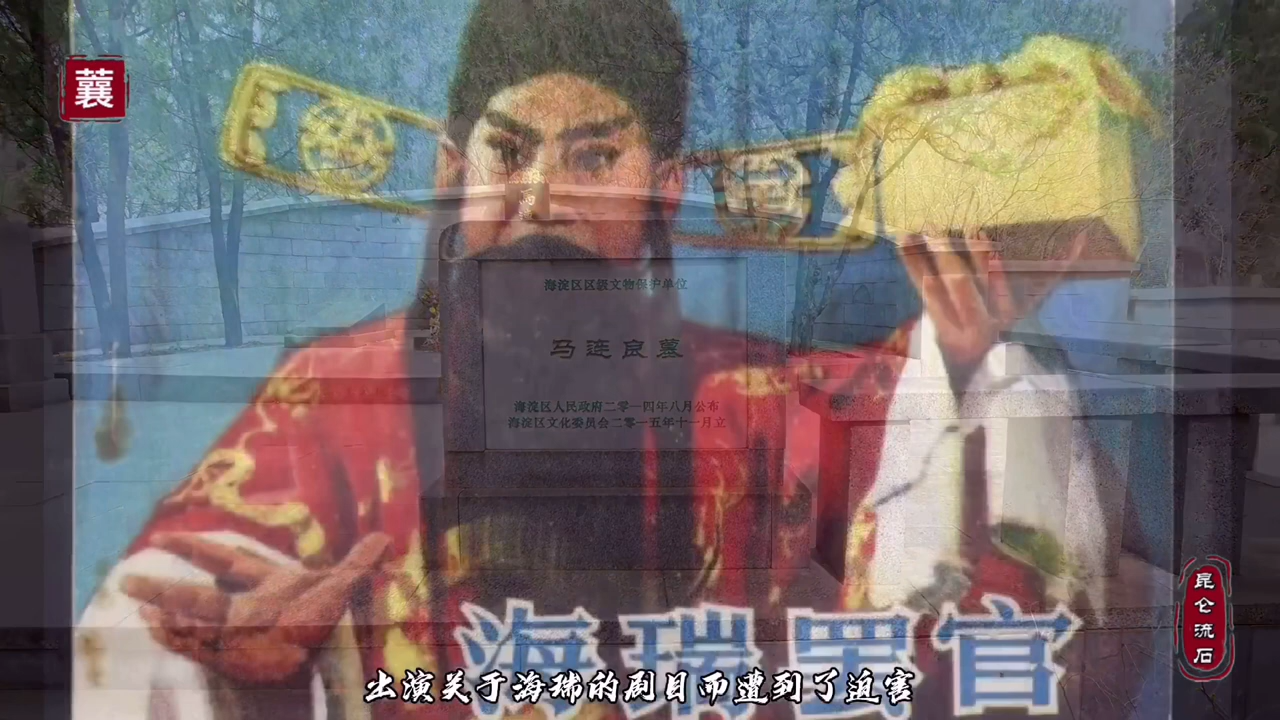 蘘
海淀区区级文物保护单位
马连良墓
海淀区人民政府二零一四年八月公布
海淀区文化委员会二零一五年十一月立
昆仑流石
海瑞罢官
出演关于海瑞的剧目而遭到了迫害